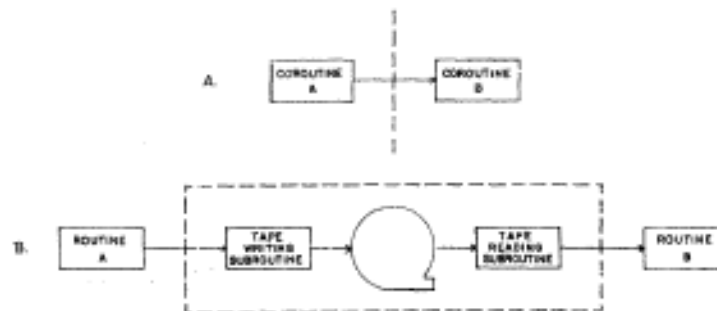 A.
COROUTINE
A
COROUTINE
B
B.
ROUTINE
A
TAPE
WRITING
SUBROUTINE
TAPE
READING
SUBROUTINE
ROUTINE
B